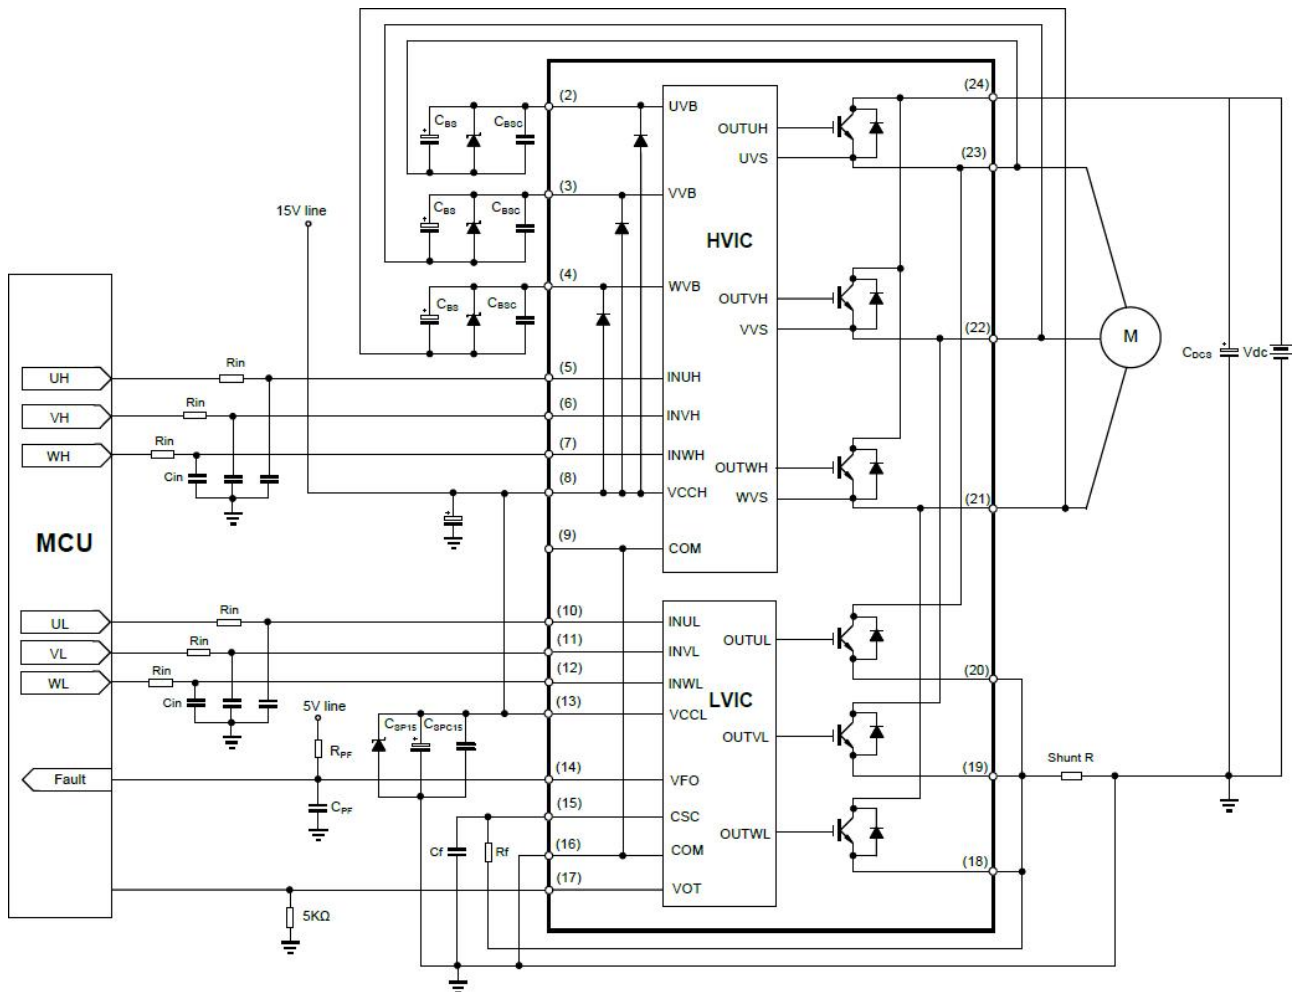 (24)
(2)
UVB
CBS
CBSC
OUTUH
UVS
(23)
(3)
VVB
15V line
CBS
CBSC
HVIC
(4)
WVB
CBS
CBSC
OUTVH
VVS
(22)
M
CDCS
Vdc
UH
Rin
(5)
INUH
VH
Rin
(6)
INVH
WH
Rin
(7)
INWH
Cin
OUTWH
(8)
VCCH
WVS
(21)
MCU
(9)
COM
UL
Rin
(10)
INUL
VL
Rin
(11)
INVL
OUTUL
WL
Rin
(12)
INWL
(20)
Cin
5V line
(13)
VCCL
LVIC
CSP15
CSPC15
RPF
OUTVL
Shunt R
Fault
(14)
VFO
(19)
CPF
(15)
CSC
OUTWL
Cf
Rf
(16)
COM
(18)
(17)
VOT
5KΩ